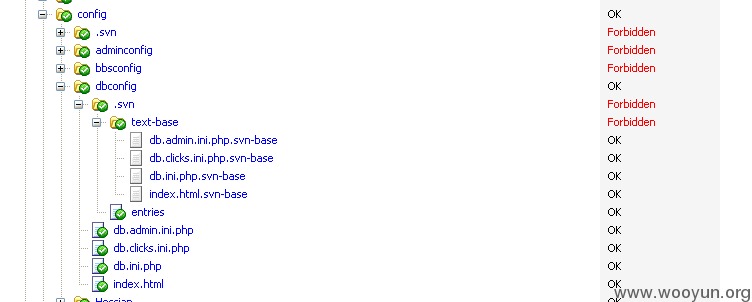 config OK
.svn Forbidden
adminconfig Forbidden
bbsconfig Forbidden
dbconfig OK
.svn Forbidden
text-base Forbidden
db.admin.ini.php.svn-base OK
db.clicks.ini.php.svn-base OK
db.ini.php.svn-base OK
index.html.svn-base OK
entries OK
db.admin.ini.php OK
db.clicks.ini.php OK
db.ini.php OK
index.html OK
www.wooyun.org